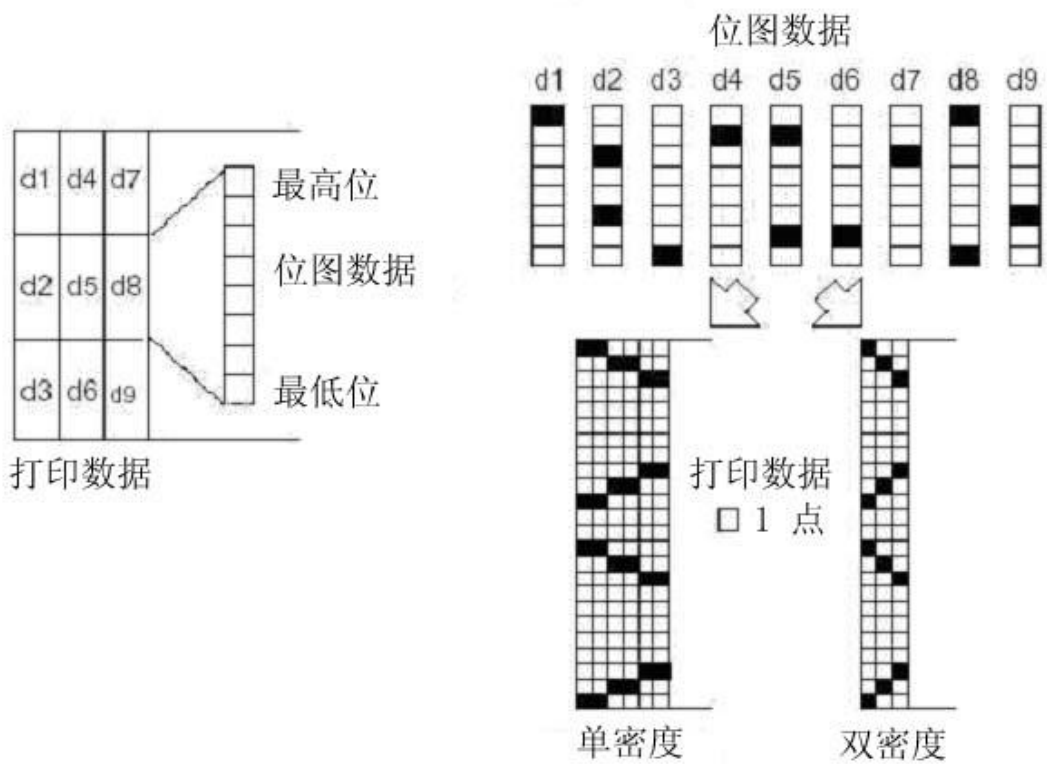 位图数据
d1 d2 d3 d4 d5 d6 d7 d8 d9
d1 d4 d7
最高位
d2 d5 d8
位图数据
d3 d6 d9
最低位
打印数据
打印数据
1 点
单密度
双密度